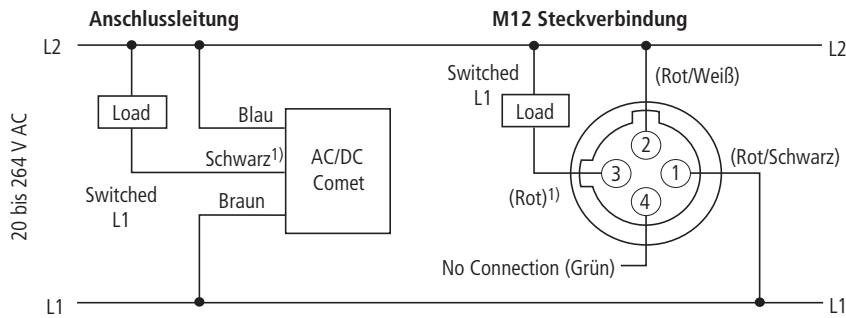 Anschlussleitung
M12 Steckverbindung
L2
L2
Switched
L1
(Rot/Weiß)
Load
Load
20 bis 264 V AC
Blau
AC/DC
Comet
Schwarz1)
2
(Rot/Schwarz)
3
1
Switched
L1
Braun
(Rot)1)
4
No Connection (Grün)
L1
L1